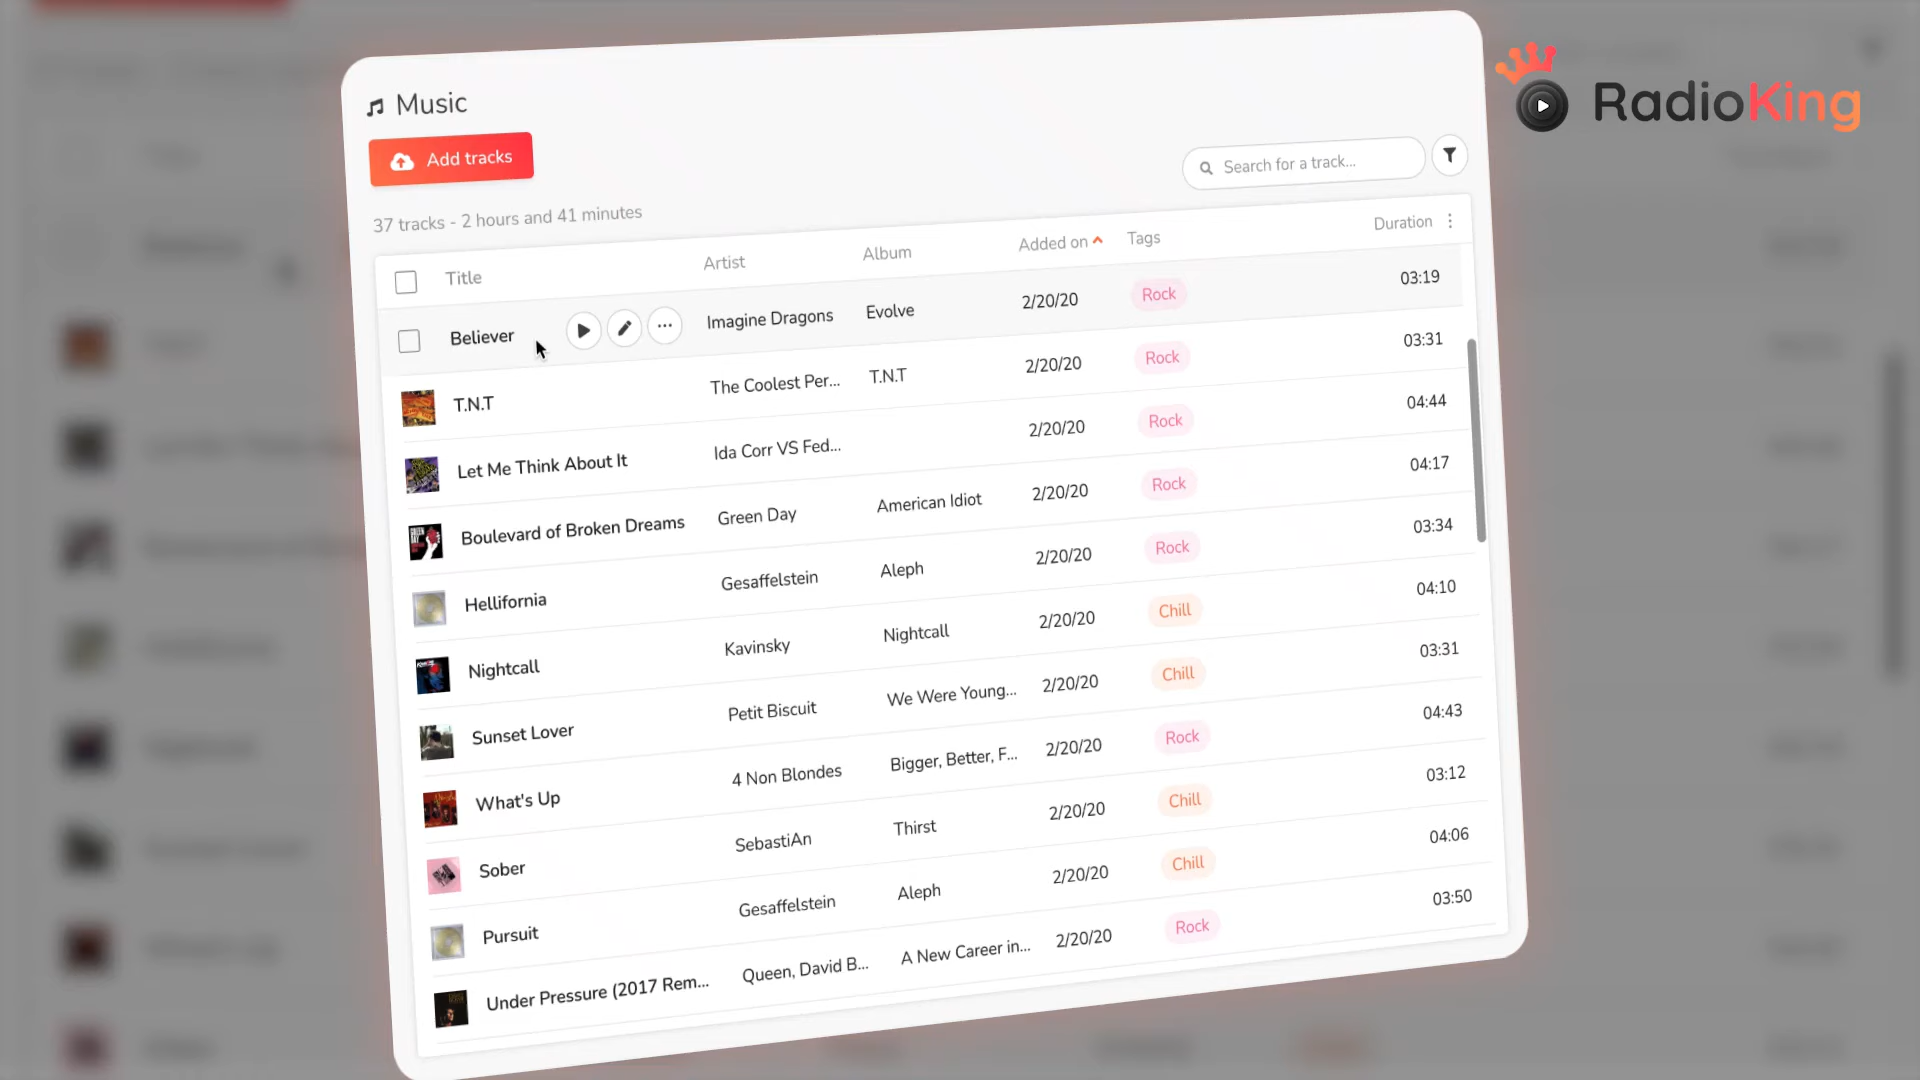 RadioKing
Music
Add tracks
Search for a track...
37 tracks - 2 hours and 41 minutes
Title Artist Album Added on Tags Duration
Believer Imagine Dragons Evolve 2/20/20 Rock 03:19
T.N.T The Coolest Per... T.N.T 2/20/20 Rock 03:31
Let Me Think About It Ida Corr VS Fed... 2/20/20 Rock 04:44
Boulevard of Broken Dreams Green Day American Idiot 2/20/20 Rock 04:17
Hellifornia Gesaffelstein Aleph 2/20/20 Rock 03:34
Nightcall Kavinsky Nightcall 2/20/20 Chill 04:10
Sunset Lover Petit Biscuit We Were Young... 2/20/20 Chill 03:31
What's Up 4 Non Blondes Bigger, Better, F... 2/20/20 Rock 04:43
Sober SebastiAn Thirst 2/20/20 Chill 03:12
Pursuit Gesaffelstein Aleph 2/20/20 Chill 04:06
Under Pressure (2017 Rem... Queen, David B... A New Career in... 2/20/20 Rock 03:50